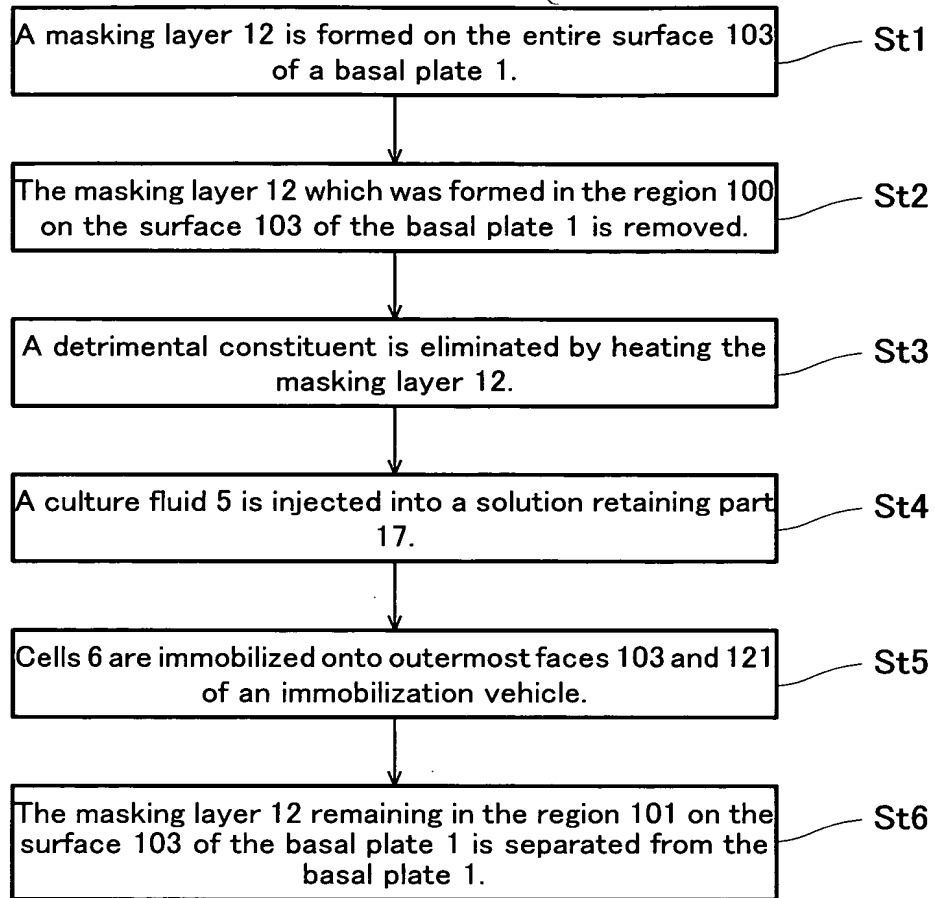 A masking layer 12 is formed on the entire surface 103
of a basal plate 1.
St1
The masking layer 12 which was formed in the region 100
on the surface 103 of the basal plate 1 is removed.
St2
A detrimental constituent is eliminated by heating the
masking layer 12.
St3
A culture fluid 5 is injected into a solution retaining part
17.
St4
Cells 6 are immobilized onto outermost faces 103 and 121
of an immobilization vehicle.
St5
The masking layer 12 remaining in the region 101 on the
surface 103 of the basal plate 1 is separated from the
basal plate 1.
St6